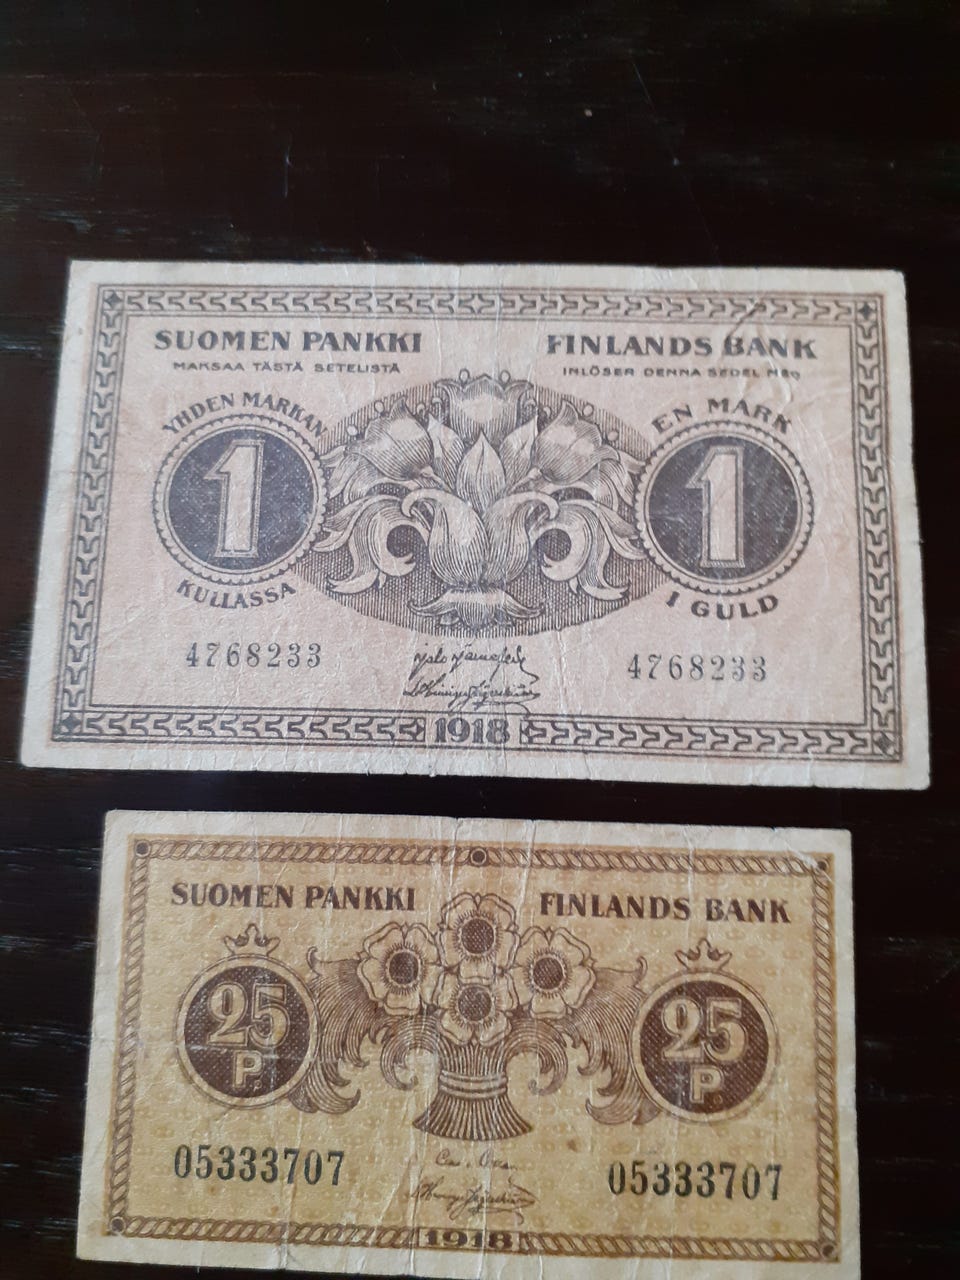 SUOMEN PANKKI FINLANDS BANK
MAKSAA TÄSTÄ SETELISTÄ INLÖSER DENNA SEDEL MED
YHDEN MARKAN EN MARK
1 1
KULLASSA I GULD
4768233 4768233
1918
SUOMEN PANKKI FINLANDS BANK
25 25
P. P.
05333707 05333707
1918